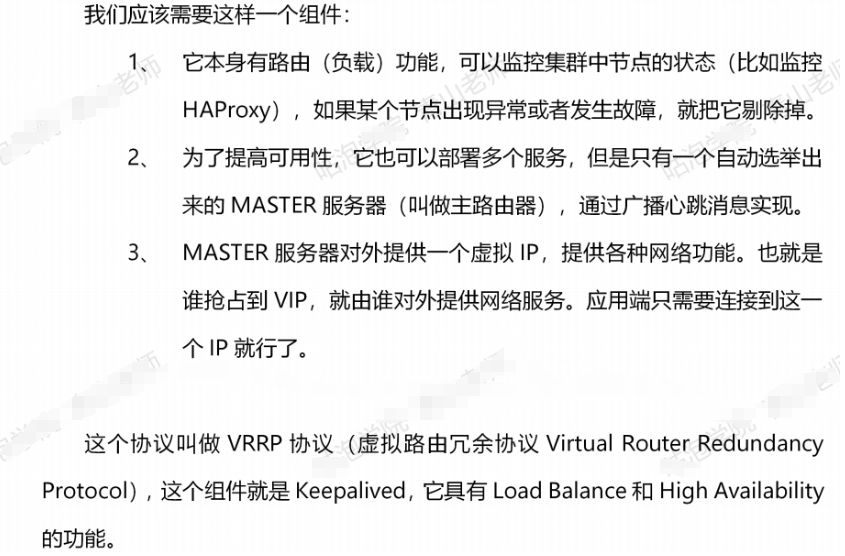 我们应该需要这样一个组件：
1、 它本身有路由（负载）功能，可以监控集群中节点的状态（比如监控
HAProxy），如果某个节点出现异常或者发生故障，就把它剔除掉。
2、 为了提高可用性，它也可以部署多个服务，但是只有一个自动选举出
来的 MASTER 服务器（叫做主路由器），通过广播心跳消息实现。
3、 MASTER 服务器对外提供一个虚拟 IP，提供各种网络功能。也就是
谁抢占到 VIP，就由谁对外提供网络服务。应用端只需要连接到这一
个 IP 就行了。
这个协议叫做 VRRP 协议（虚拟路由冗余协议 Virtual Router Redundancy
Protocol），这个组件就是 Keepalived，它具有 Load Balance 和 High Availability
的功能。